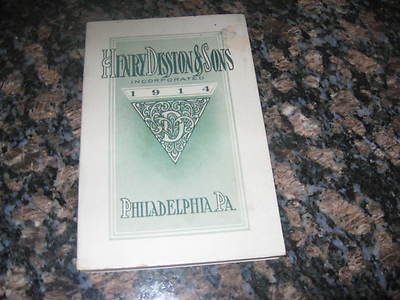 Henry Disston & Sons
Incorporated
1914
D
Philadelphia Pa.